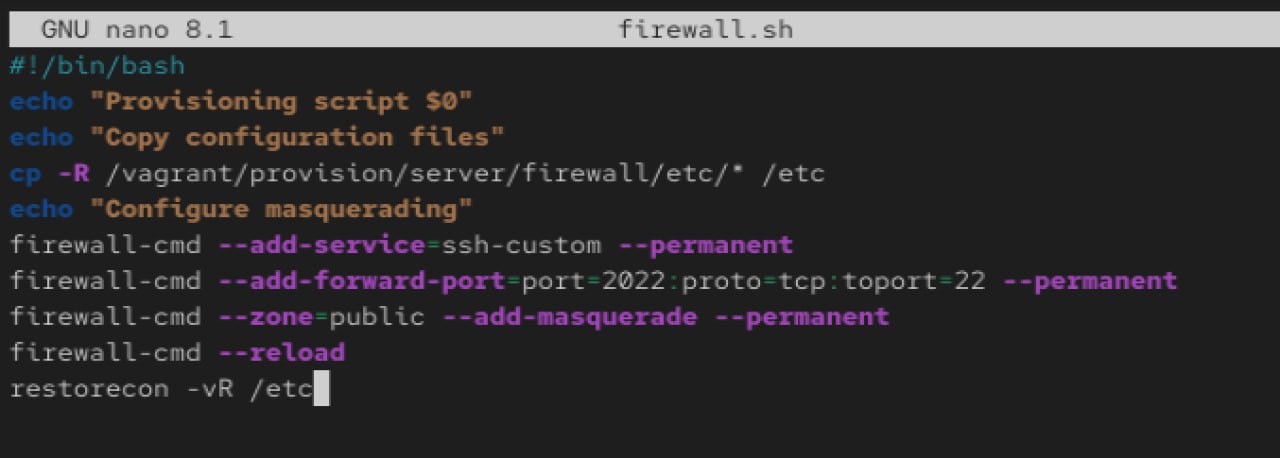 GNU nano 8.1 firewall.sh
#!/bin/bash
echo "Provisioning script $0"
echo "Copy configuration files"
cp -R /vagrant/provision/server/firewall/etc/* /etc
echo "Configure masquerading"
firewall-cmd --add-service=ssh-custom --permanent
firewall-cmd --add-forward-port=port=2022:proto=tcp:toport=22 --permanent
firewall-cmd --zone=public --add-masquerade --permanent
firewall-cmd --reload
restorecon -vR /etc